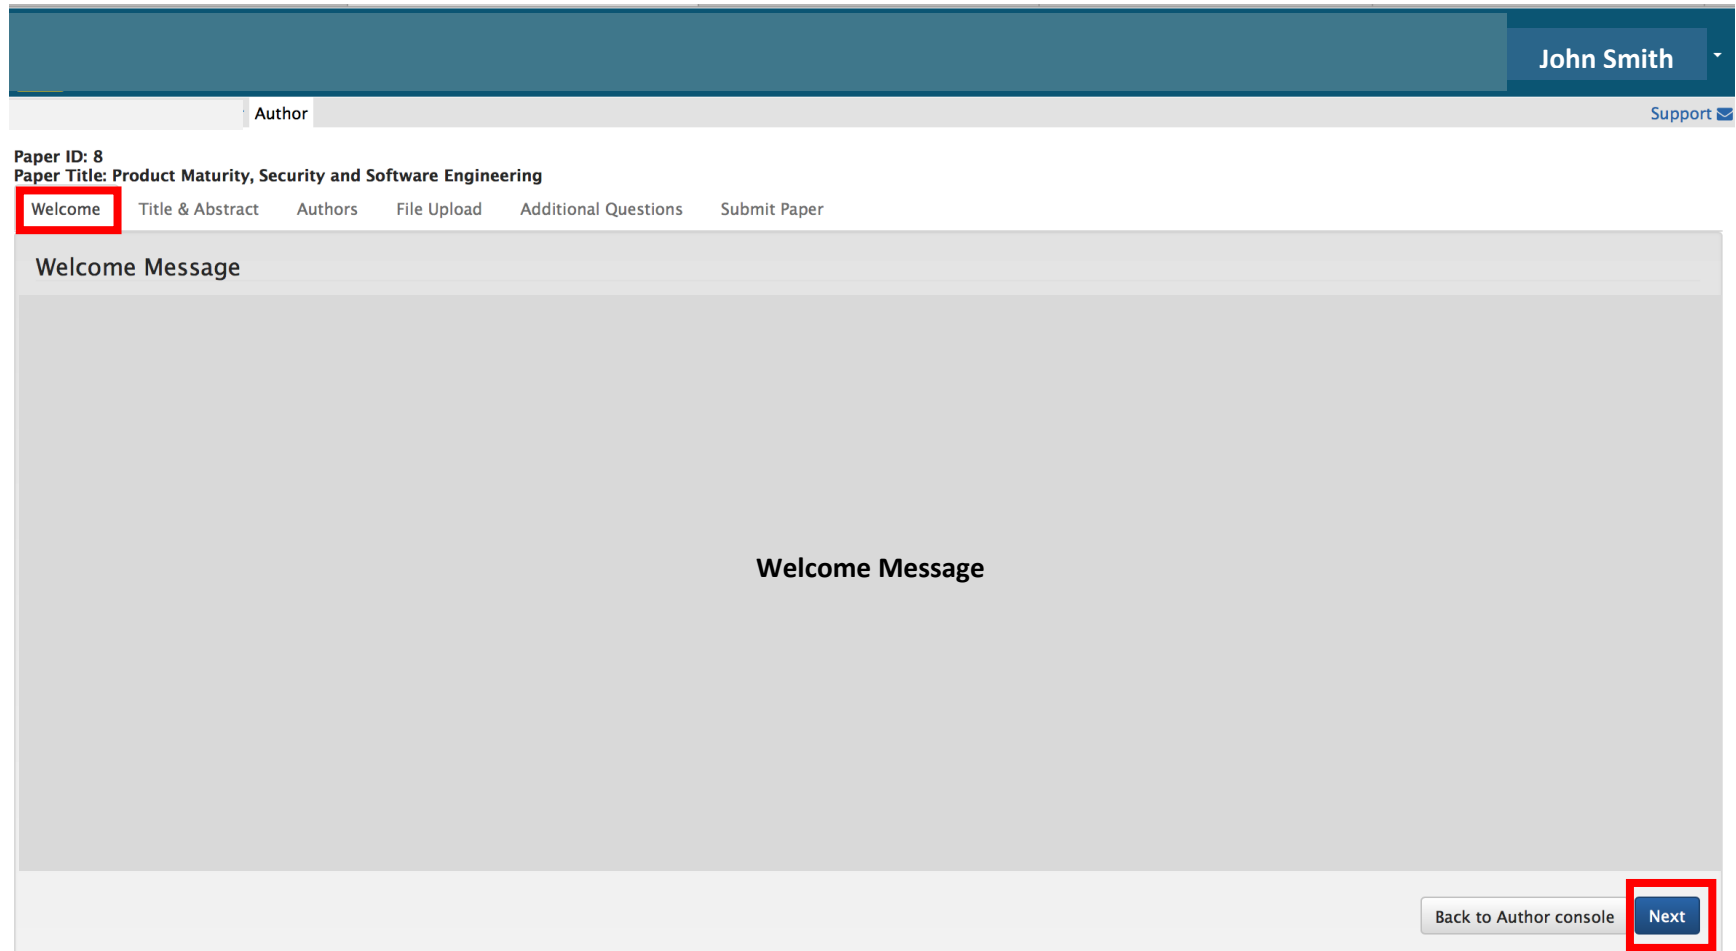 John Smith
Author
Support
Paper ID: 8
Paper Title: Product Maturity, Security and Software Engineering
Welcome Title & Abstract Authors File Upload Additional Questions Submit Paper
Welcome Message
Welcome Message
Back to Author console Next